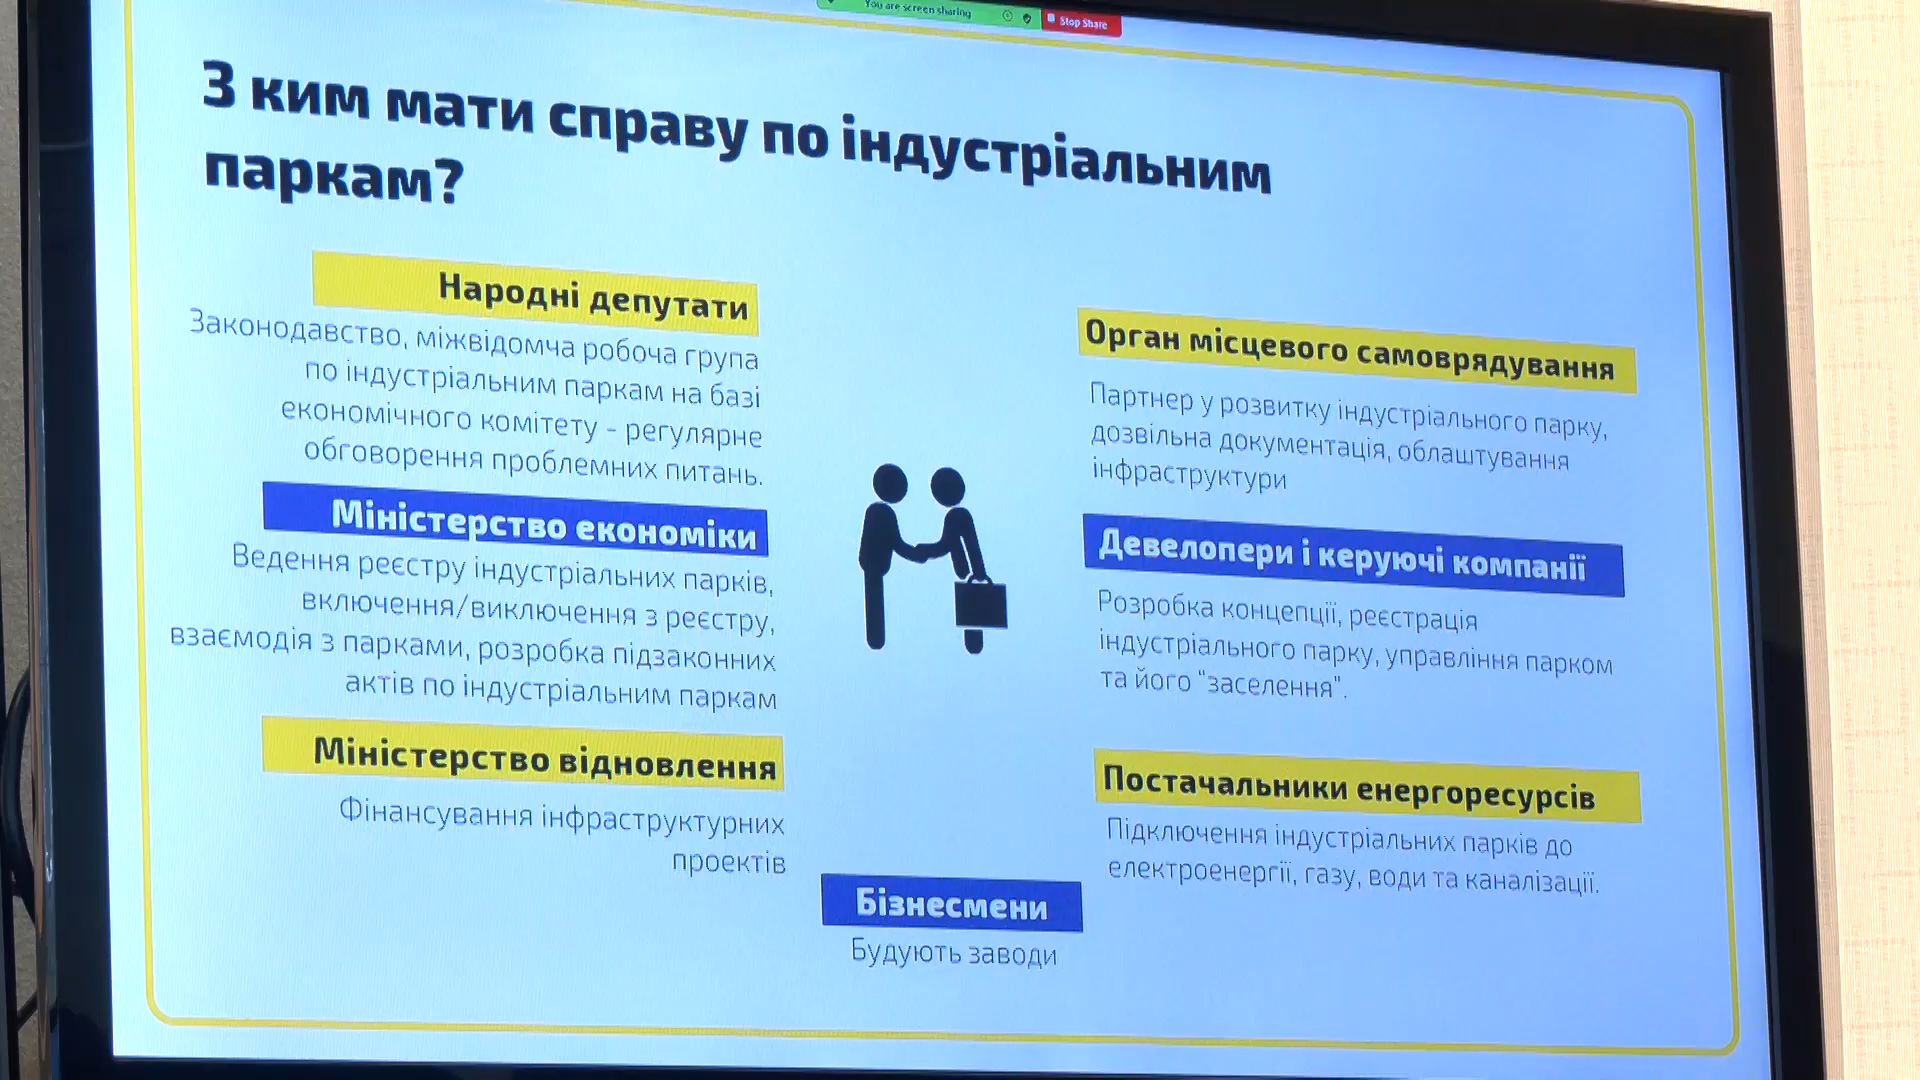 You are screen sharing
Stop Share
З ким мати справу по індустріальним
паркам?
Народні депутати
Законодавство, міжвідомча робоча група
по індустріальним паркам на базі
економічного комітету - регулярне
обговорення проблемних питань.
Міністерство економіки
Ведення реєстру індустріальних парків,
включення/виключення з реєстру,
взаємодія з парками, розробка підзаконних
актів по індустріальним паркам
Міністерство відновлення
Фінансування інфраструктурних
проектів
Орган місцевого самоврядування
Партнер у розвитку індустріального парку,
дозвільна документація, облаштування
інфраструктури
Девелопери і керуючі компанії
Розробка концепції, реєстрація
індустріального парку, управління парком
та його "заселення".
Постачальники енергоресурсів
Підключення індустріальних парків до
електроенергії, газу, води та каналізації.
Бізнесмени
Будують заводи